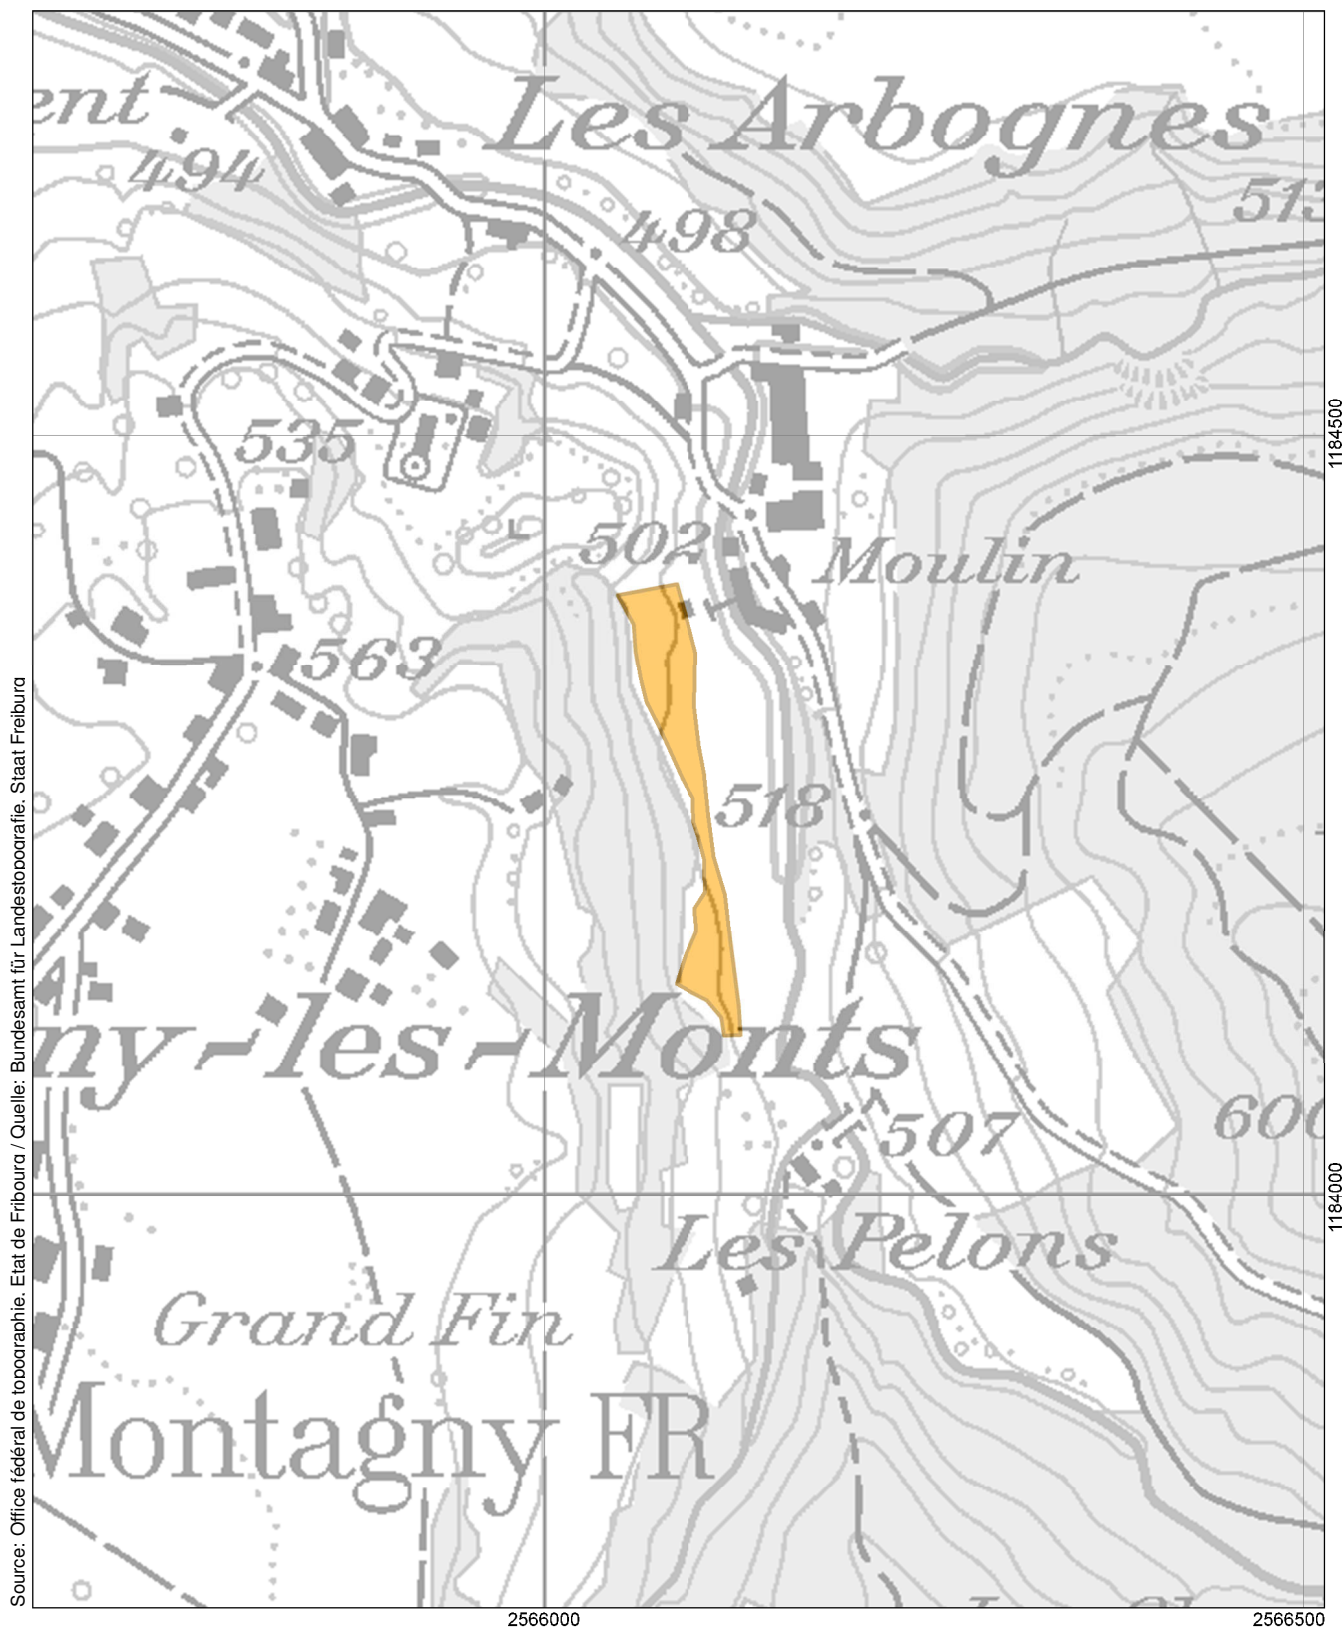 Les Arbognes
ent
494
498
513
535
1184500
502
Moulin
563
518
ny-les-Monts
507
600
1184000
Les Pelons
Grand Fin
Montagny FR
Source: Office fédéral de topographie. Etat de Fribourg / Quelle: Bundesamt für Landestopografie. Staat Freiburg
2566000
2566500